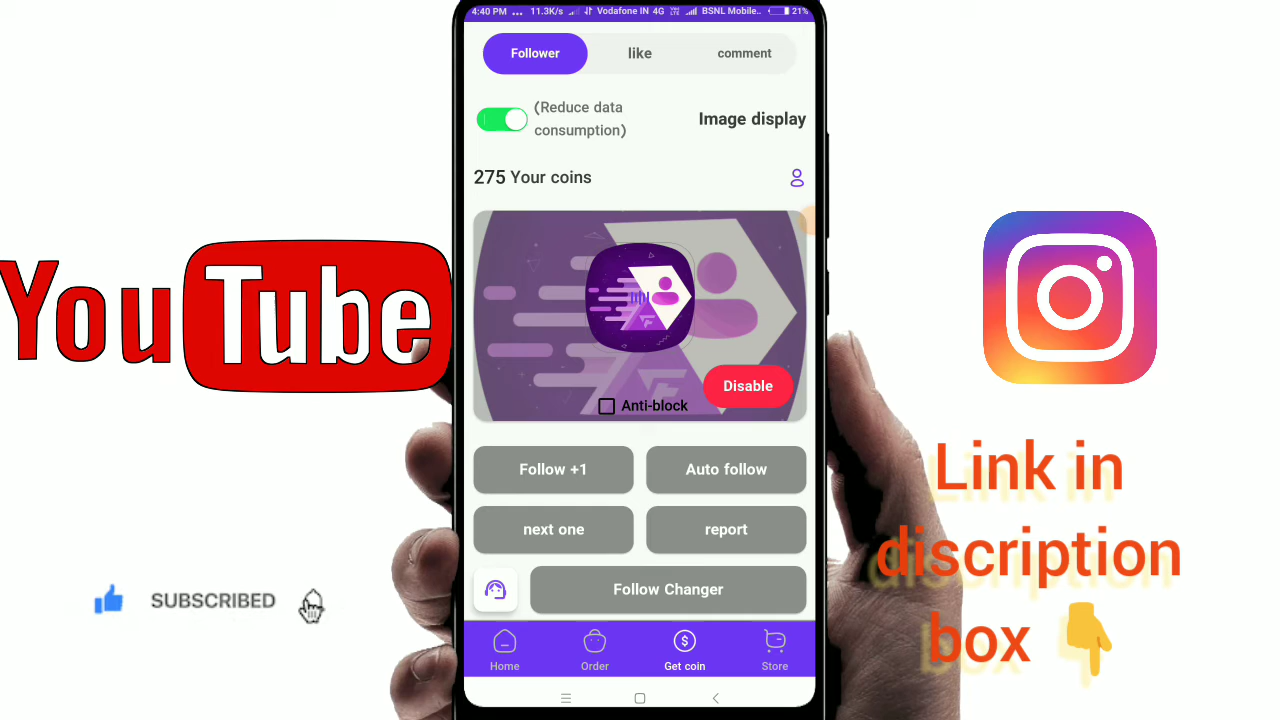 4:40 PM ... 11.3K/s Vodafone IN 4G VoLTE BSNL Mobile.. 21%
Follower like comment
(Reduce data
consumption)
Image display
275 Your coins
Disable
Anti-block
Follow +1 Auto follow
next one report
Follow Changer
Home Order Get coin Store
YouTube
SUBSCRIBED
Link in
discription
box 👇